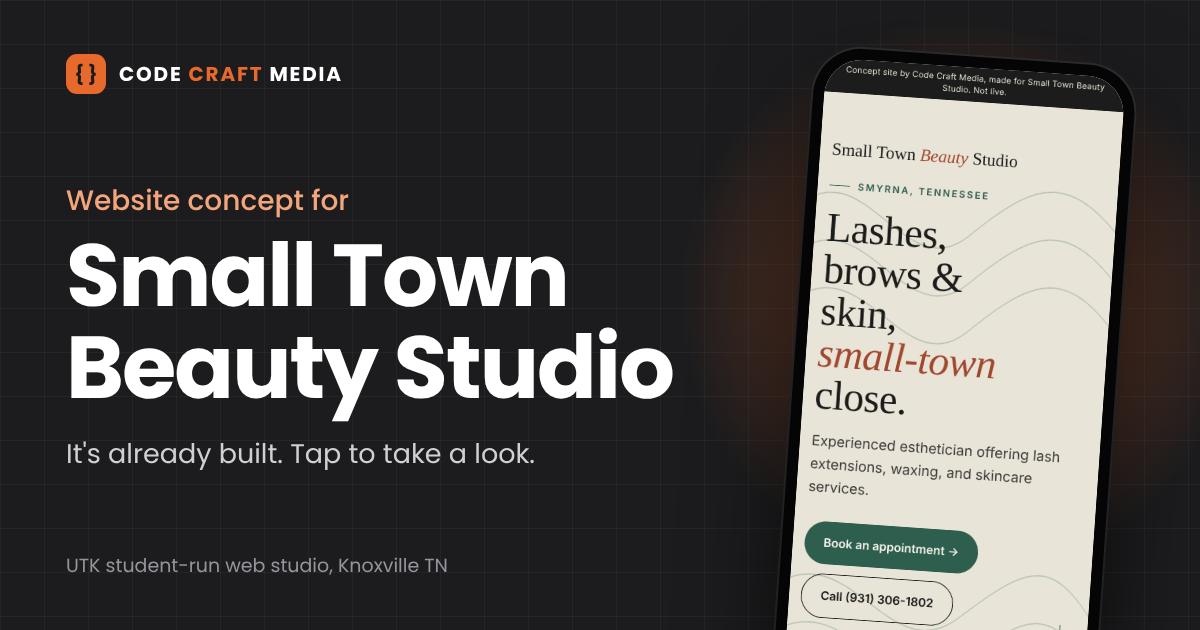 { } CODE CRAFT MEDIA
Website concept for
Small Town
Beauty Studio
It's already built. Tap to take a look.
UTK student-run web studio, Knoxville TN
Concept site by Code Craft Media, made for Small Town Beauty
Studio. Not live.
Small Town Beauty Studio
SMYRNA, TENNESSEE
Lashes,
brows &
skin,
small-town
close.
Experienced esthetician offering lash
extensions, waxing, and skincare
services.
Book an appointment →
Call (931) 306-1802